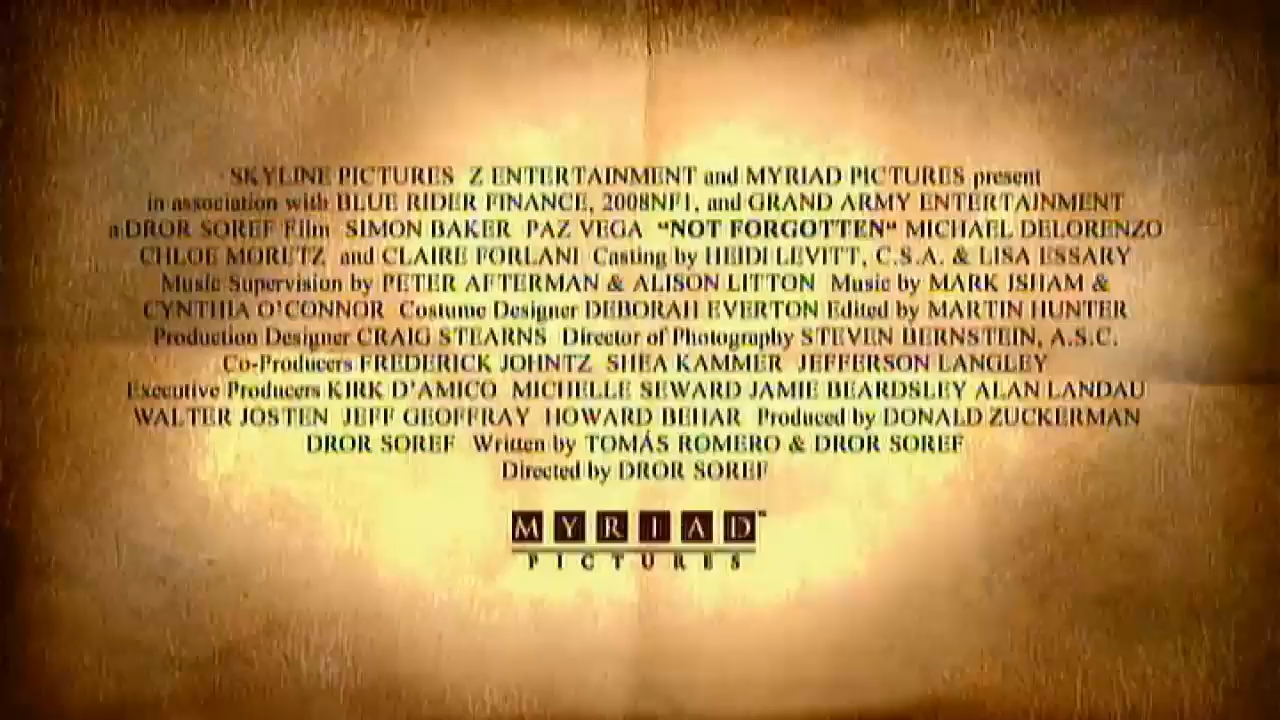 SKYLINE PICTURES Z ENTERTAINMENT and MYRIAD PICTURES present
in association with BLUE RIDER FINANCE, 2008NF1, and GRAND ARMY ENTERTAINMENT
a DROR SOREF Film SIMON BAKER PAZ VEGA "NOT FORGOTTEN" MICHAEL DELORENZO
CHLOE MORETZ and CLAIRE FORLANI Casting by HEIDI LEVITT, C.S.A. & LISA ESSARY
Music Supervision by PETER AFTERMAN & ALISON LITTON Music by MARK ISHAM &
CYNTHIA O'CONNOR Costume Designer DEBORAH EVERTON Edited by MARTIN HUNTER
Production Designer CRAIG STEARNS Director of Photography STEVEN BERNSTEIN, A.S.C.
Co-Producers FREDERICK JOHNTZ SHEA KAMMER JEFFERSON LANGLEY
Executive Producers KIRK D'AMICO MICHELLE SEWARD JAMIE BEARDSLEY ALAN LANDAU
WALTER JOSTEN JEFF GEOFFRAY HOWARD BEHAR Produced by DONALD ZUCKERMAN
DROR SOREF Written by TOMÁS ROMERO & DROR SOREF
Directed by DROR SOREF
MYRIAD™
PICTURES